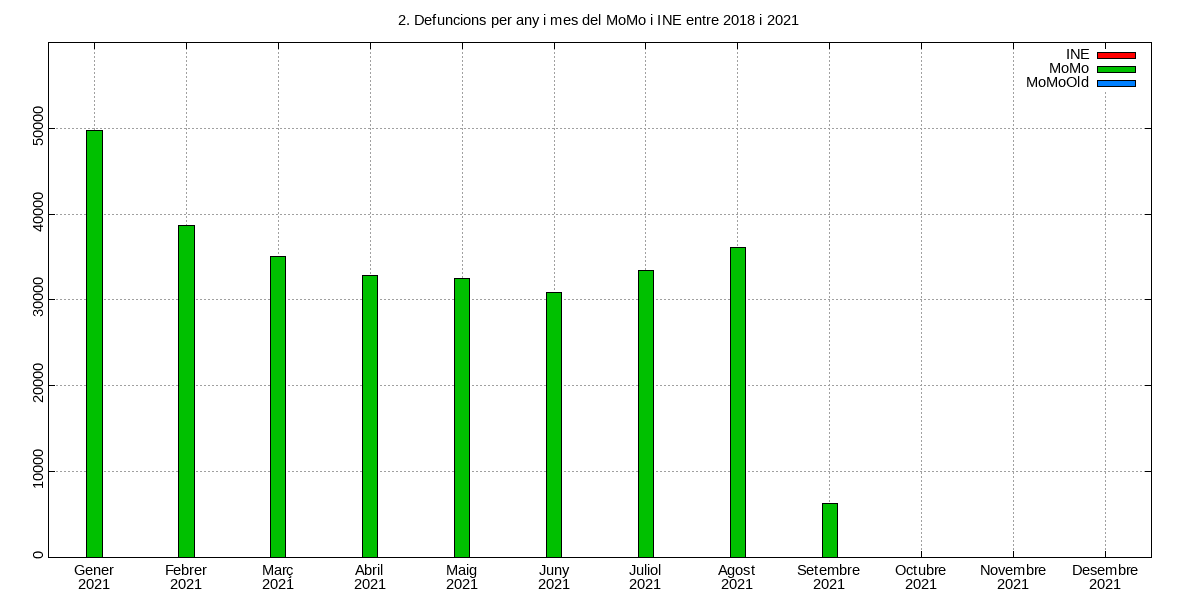 2. Defuncions per any i mes del MoMo i INE entre 2018 i 2021
INE
MoMo
MoMoOld
50000
40000
30000
20000
10000
0
Gener Febrer Març Abril Maig Juny Juliol Agost Setembre Octubre Novembre Desembre
2021 2021 2021 2021 2021 2021 2021 2021 2021 2021 2021 2021